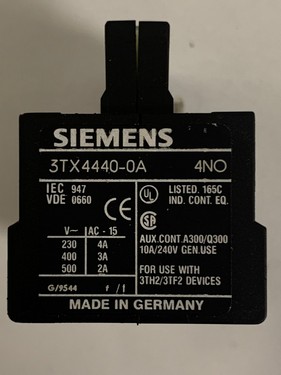 SIEMENS
3TX4440-0A 4NO
IEC 947
VDE 0660
CE
UL LISTED 165C
IND. CONT. EQ.
SA
V~ AC - 15
230 4A
400 3A
500 2A
AUX.CONT.A300/Q300
10A/240V GEN.USE
FOR USE WITH
3TH2/3TF2 DEVICES
G/9544 f /f
MADE IN GERMANY